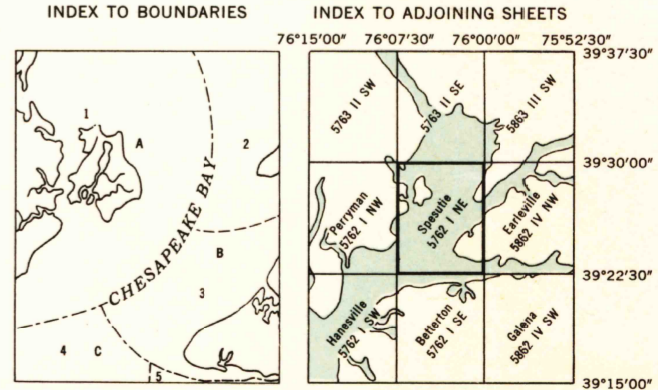 INDEX TO BOUNDARIES
1
A
2
CHESAPEAKE BAY
B
3
4 C
5
INDEX TO ADJOINING SHEETS
76°15'00" 76°07'30" 76°00'00" 75°52'30"
39°37'30"
5763 II SW
5763 II SE
5863 III SW
39°30'00"
Perryman
5762 I NW
Spesutie
5762 I NE
Earleville
5862 IV NW
39°22'30"
Hanesville
5762 I SW
Betterton
5762 I SE
Galena
5862 IV SW
39°15'00"